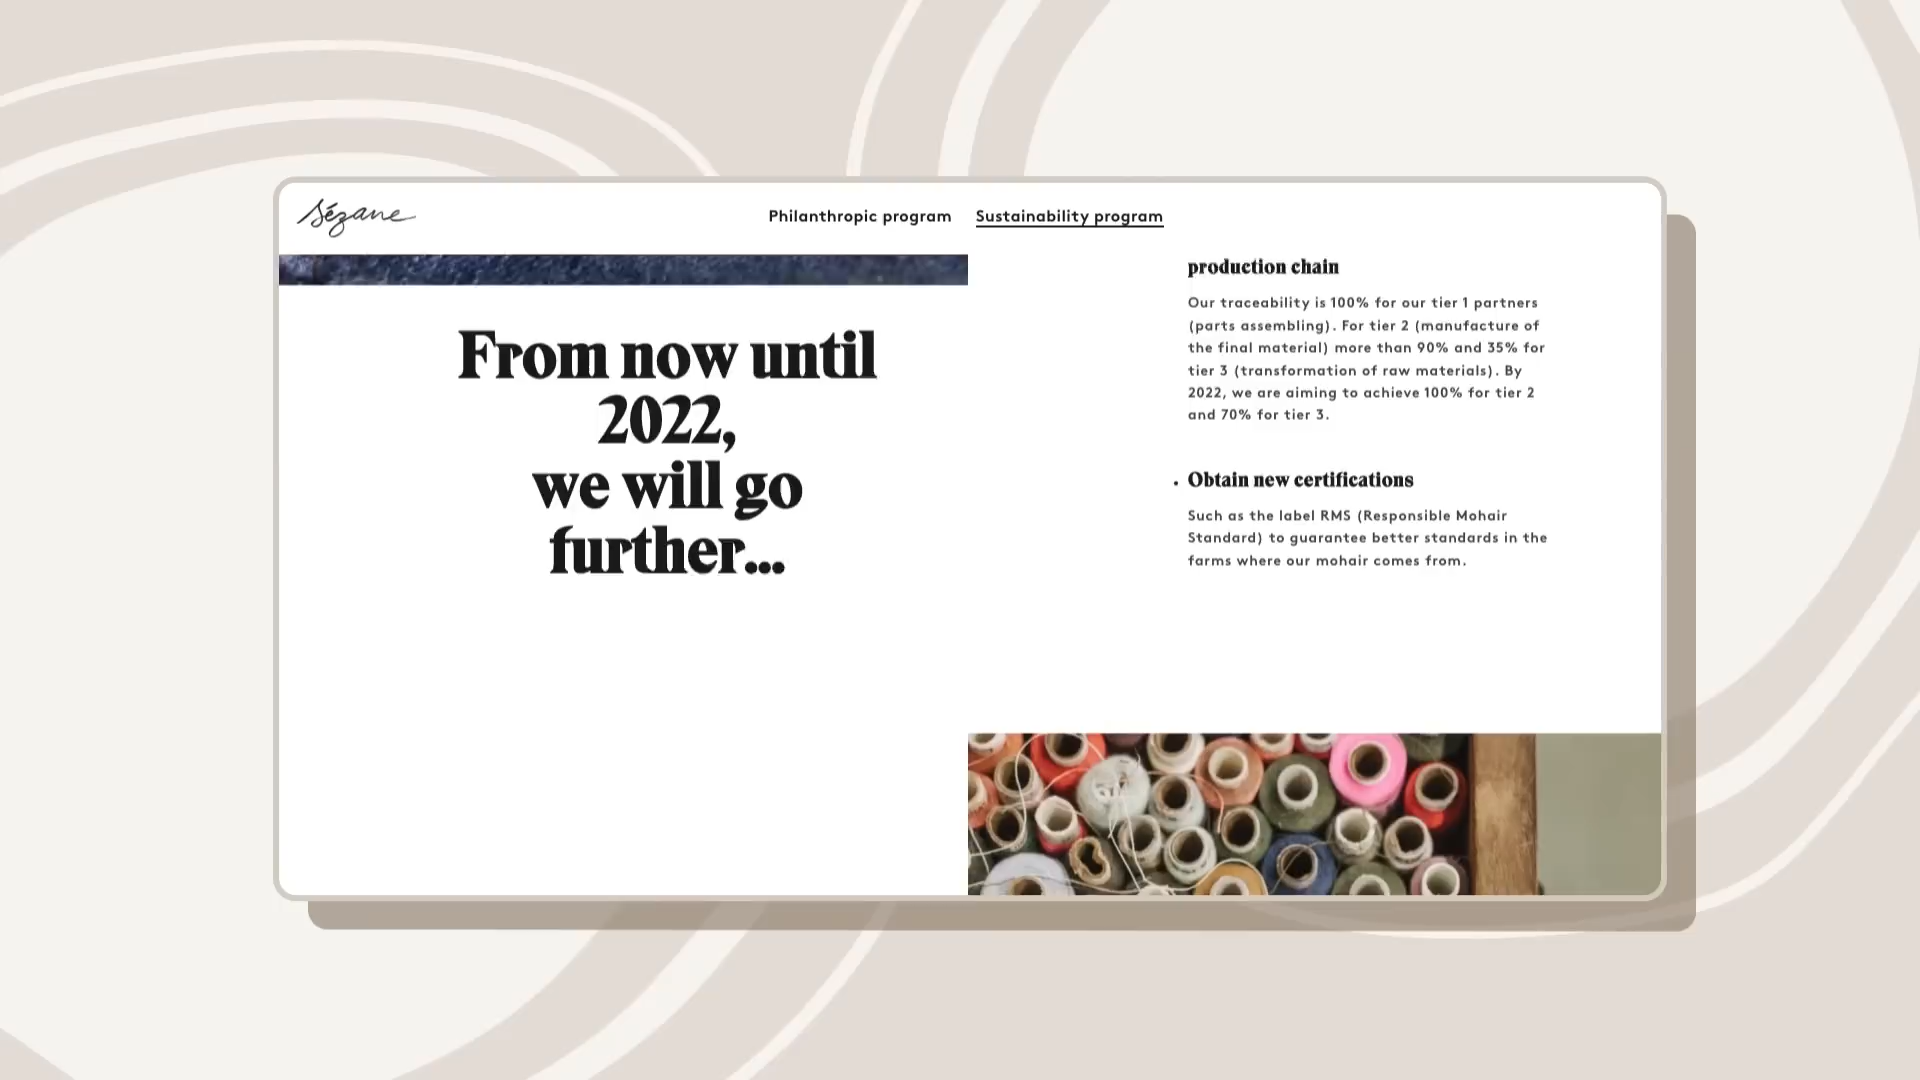 Sézane
Philanthropic program
Sustainability program
From now until
2022,
we will go
further...
production chain
Our traceability is 100% for our tier 1 partners
(parts assembling). For tier 2 (manufacture of
the final material) more than 90% and 35% for
tier 3 (transformation of raw materials). By
2022, we are aiming to achieve 100% for tier 2
and 70% for tier 3.
• Obtain new certifications
Such as the label RMS (Responsible Mohair
Standard) to guarantee better standards in the
farms where our mohair comes from.